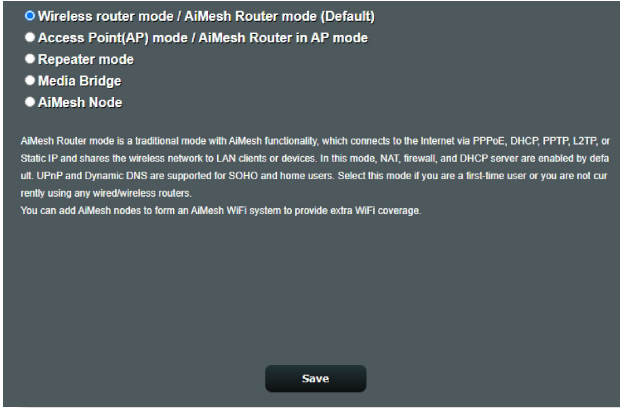 Wireless router mode / AiMesh Router mode (Default)
Access Point(AP) mode / AiMesh Router in AP mode
Repeater mode
Media Bridge
AiMesh Node
AiMesh Router mode is a traditional mode with AiMesh functionality, which connects to the Internet via PPPoE, DHCP, PPTP, L2TP, or
Static IP and shares the wireless network to LAN clients or devices. In this mode, NAT, firewall, and DHCP server are enabled by defa
ult. UPnP and Dynamic DNS are supported for SOHO and home users. Select this mode if you are a first-time user or you are not cur
rently using any wired/wireless routers.
You can add AiMesh nodes to form an AiMesh WiFi system to provide extra WiFi coverage.
Save